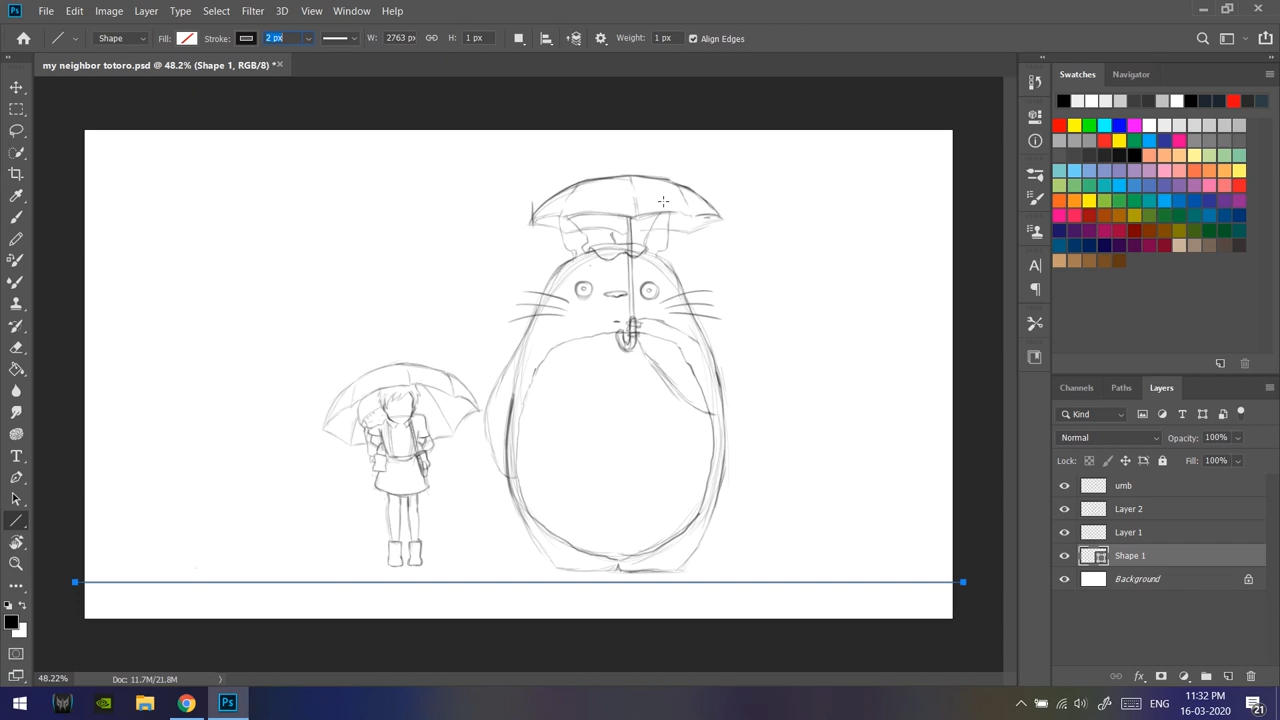 Ps File Edit Image Layer Type Select Filter 3D View Window Help
Shape Fill: Stroke: 2 px W: 2763 px H: 1 px Weight: 1 px Align Edges
my neighbor totoro.psd @ 48.2% (Shape 1, RGB/8) *
Swatches Navigator
Channels Paths Layers
Kind
Normal Opacity: 100%
Lock: Fill: 100%
umb
Layer 2
Layer 1
Shape 1
Background
48.22% Doc: 11.7M/21.8M
Ps ENG 11:32 PM
16-03-2020 21